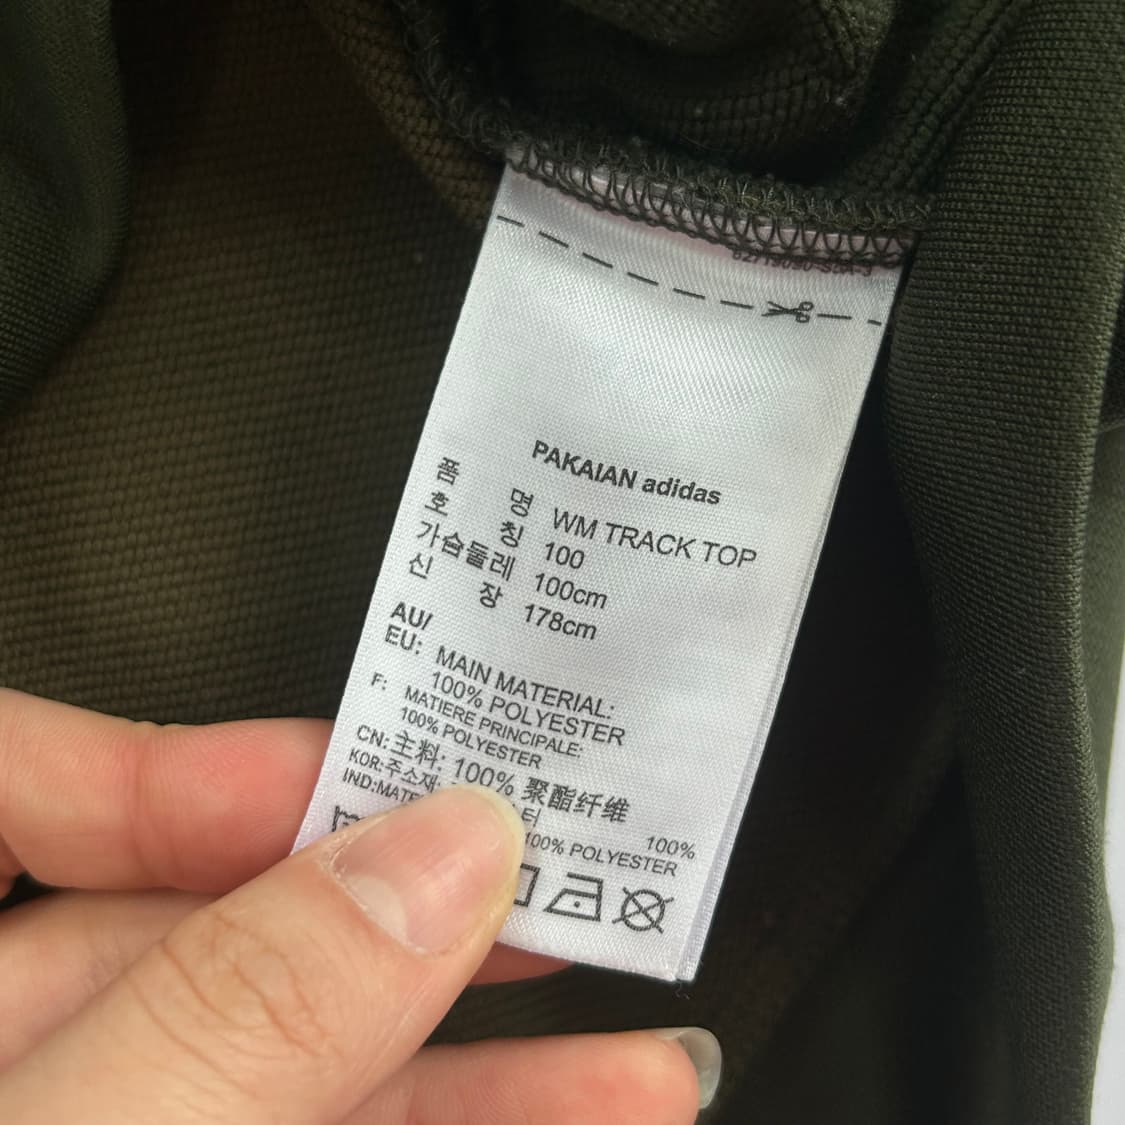 PAKAIAN adidas
품 명 WM TRACK TOP
호 칭 100
가슴둘레 100cm
신 장 178cm
AU/
EU: MAIN MATERIAL:
100% POLYESTER
F: MATIERE PRINCIPALE:
100% POLYESTER
CN:主料: 100% 聚酯纤维
KOR:주소재: 터 100%
IND: 100% POLYESTER